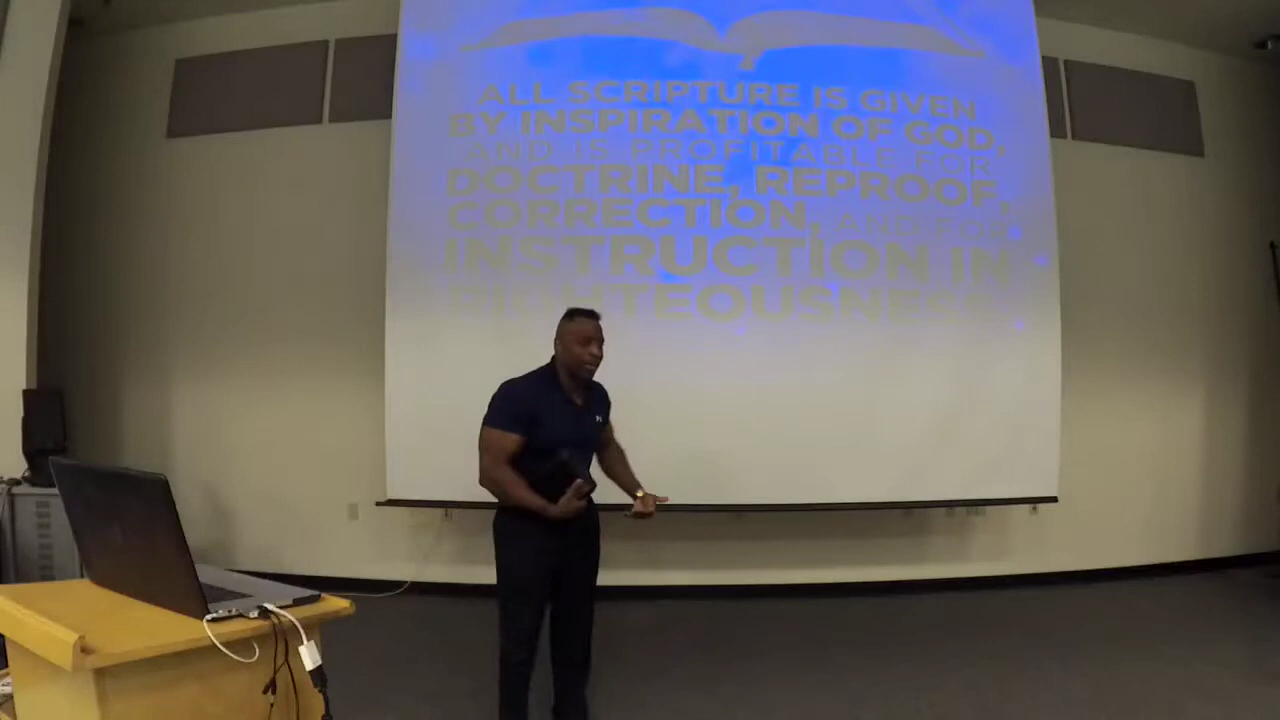 ALL SCRIPTURE IS GIVEN
BY INSPIRATION OF GOD,
AND IS PROFITABLE FOR
DOCTRINE, REPROOF,
CORRECTION, AND FOR
INSTRUCTION IN
RIGHTEOUSNESS